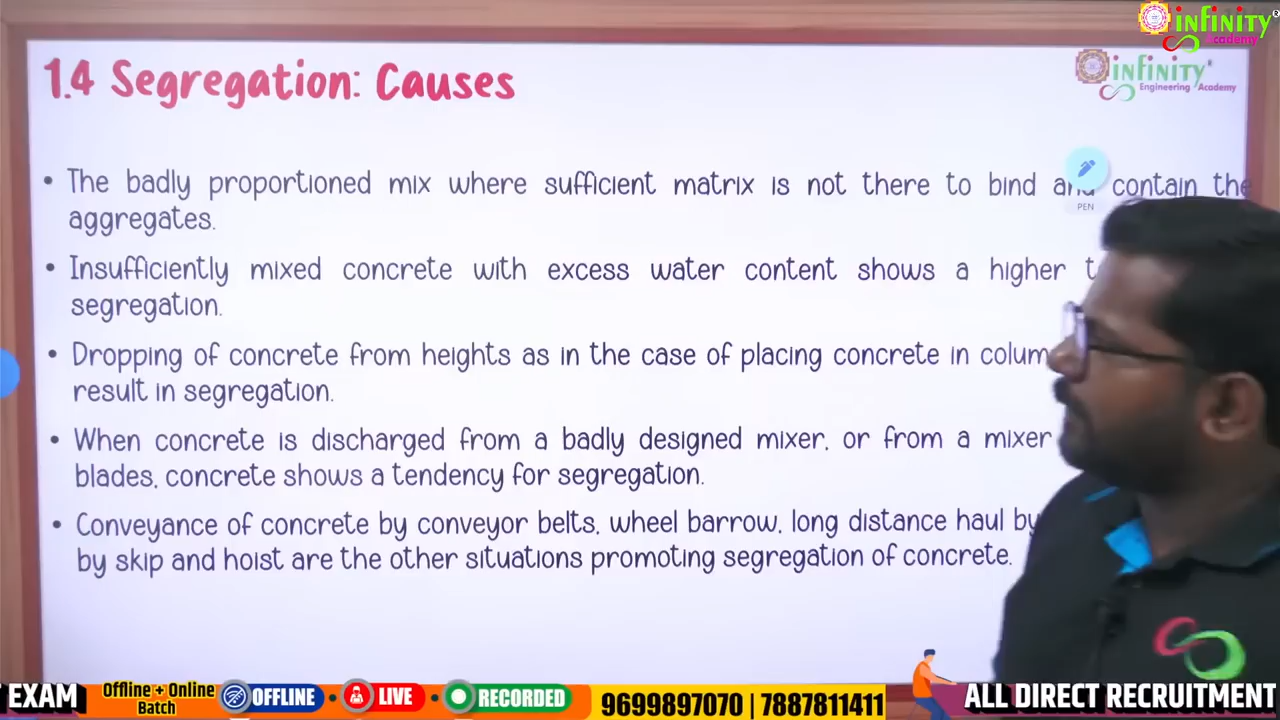 infinity
Academy
1.4 Segregation: Causes
infinity
Engineering Academy
• The badly proportioned mix where sufficient matrix is not there to bind and contain the
aggregates.
PEN
• Insufficiently mixed concrete with excess water content shows a higher
segregation.
• Dropping of concrete from heights as in the case of placing concrete in
result in segregation.
• When concrete is discharged from a badly designed mixer, or from a mixer
blades, concrete shows a tendency for segregation.
• Conveyance of concrete by conveyor belts, wheel barrow, long distance haul by
by skip and hoist are the other situations promoting segregation of concrete.
EXAM
Offline + Online
Batch
OFFLINE
LIVE
RECORDED
9699897070 | 7887811411
ALL DIRECT RECRUITMENT